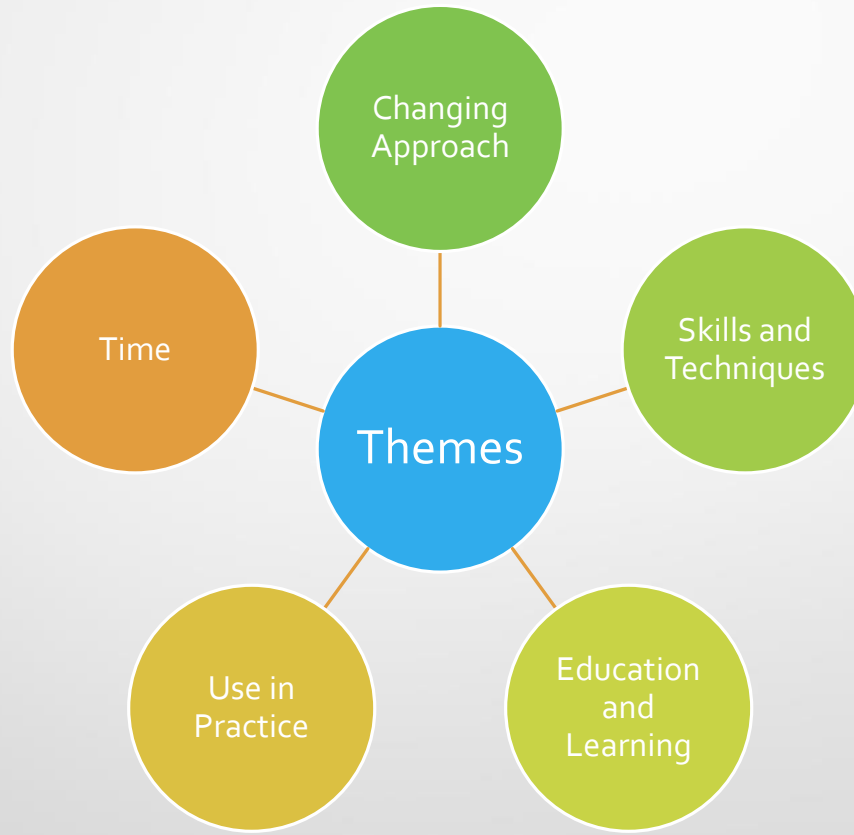 Changing
Approach
Skills and
Techniques
Time
Themes
Education
and
Learning
Use in
Practice